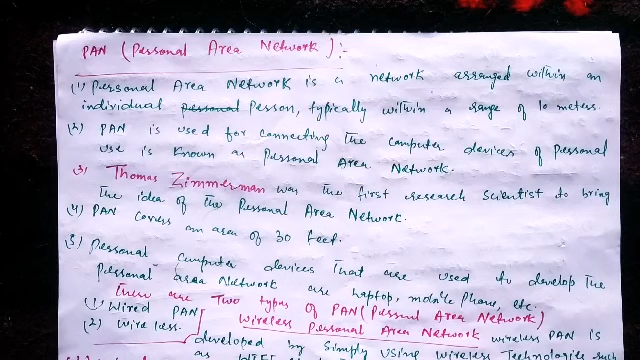 PAN (Personal Area Network):-
(1) Personal Area Network is a network arranged within an
individual personal Person, typically within a range of 10 meters.
(2) PAN is used for connecting the computer devices of personal
use is known as Personal Area Network.
(3) Thomas Zimmerman was the first research scientist to bring
the idea of the Personal Area Network.
(4) PAN covers an area of 30 feet.
(5) Personal computer devices that are used to develop the
personal area network are laptop, mobile phone, etc.
There are Two types of PAN (Personal Area Network)
(1) Wired PAN
(2) Wireless.
Wireless Personal Area Network wireless PAN is
developed by simply using wireless Technologies such
as WIFI